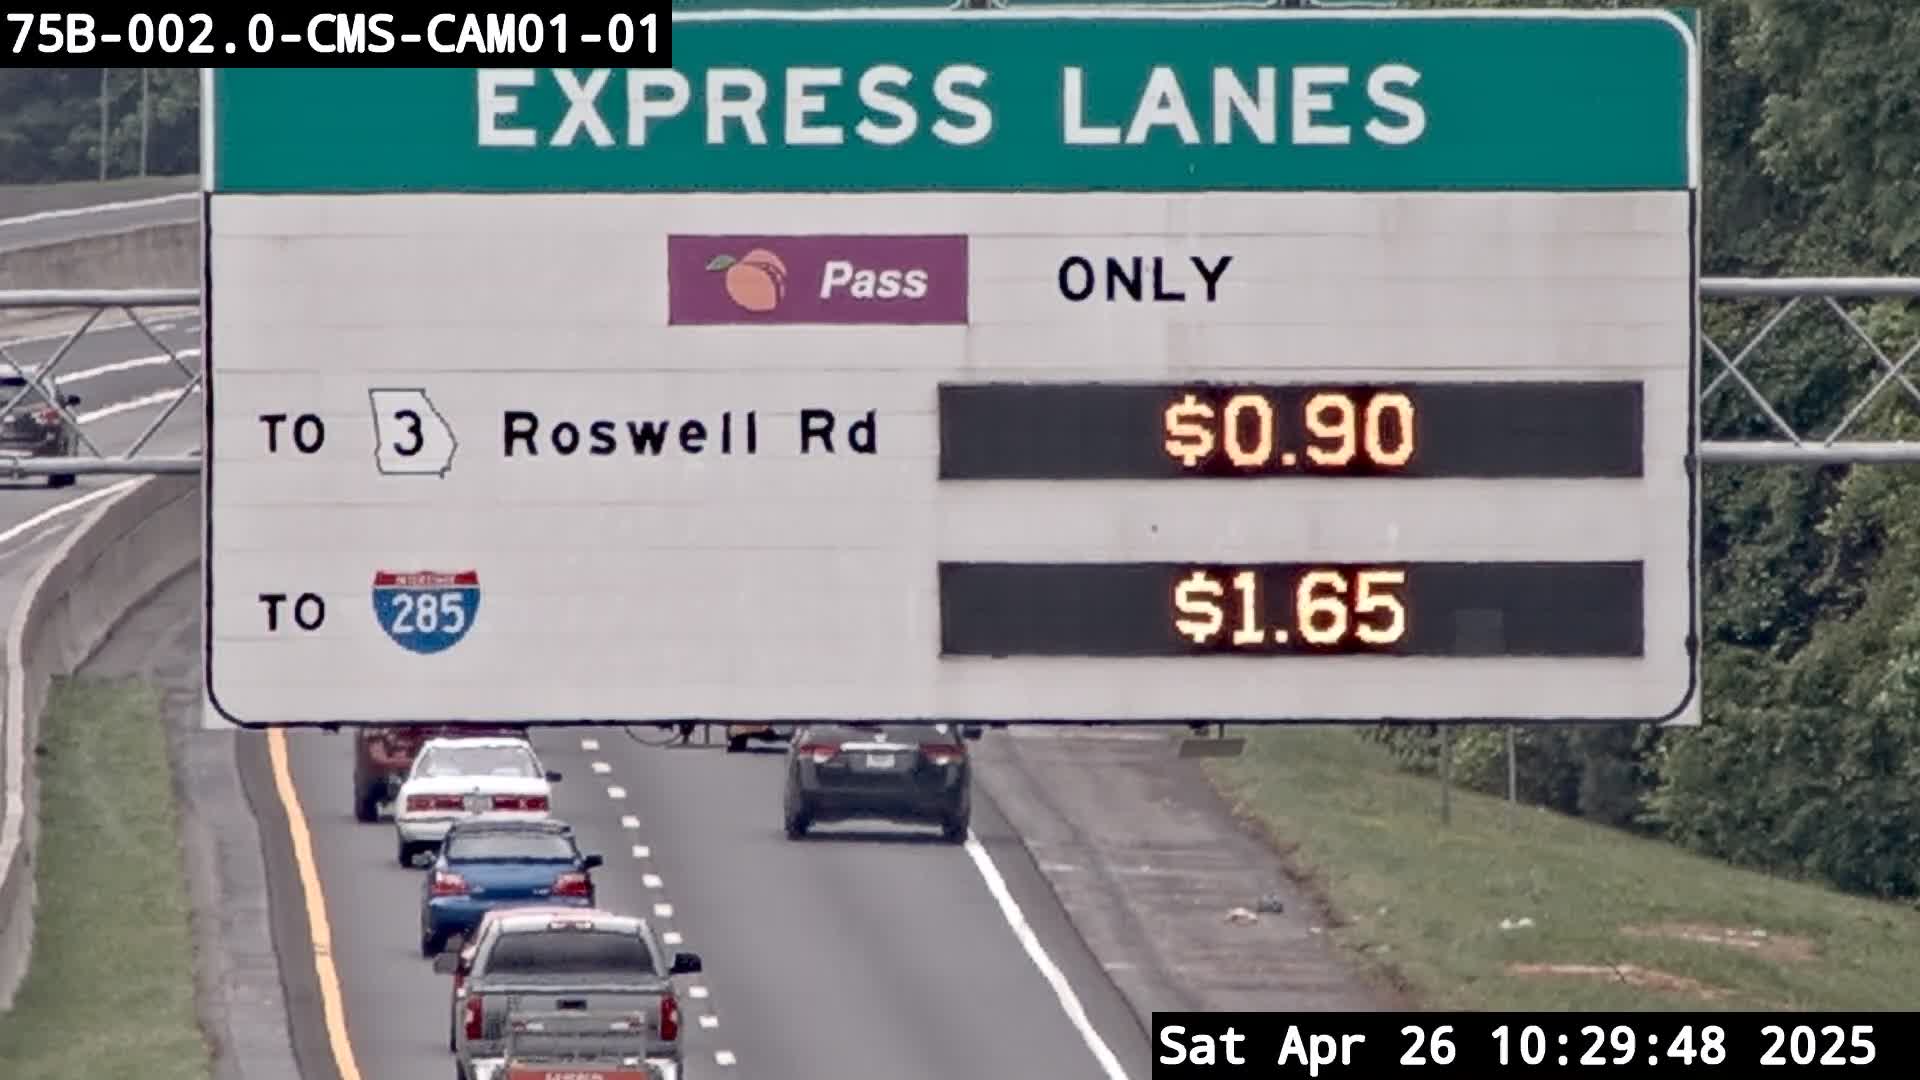 75B-002.0-CMS-CAM01-01
EXPRESS LANES
Pass ONLY
TO 3 Roswell Rd $0.90
INTERSTATE
TO 285 $1.65
Sat Apr 26 10:29:48 2025